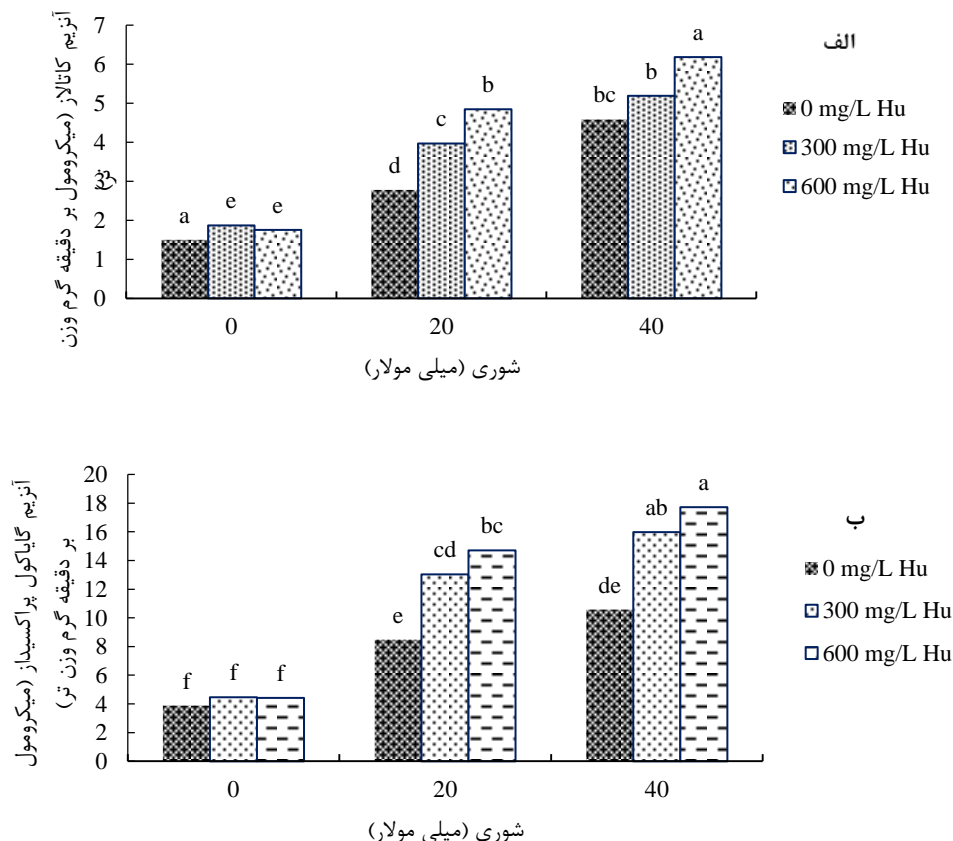 آنزیم کاتالاز (میکرومول بر دقیقه گرم وزن
تر)
7
6
5
4
3
2
1
0
a
e
e
d
c
b
bc
b
a
0
20
40
شوری (میلی مولار)
الف
0 mg/L Hu
300 mg/L Hu
600 mg/L Hu
آنزیم گایاکول پراکسیداز (میکرومول
بر دقیقه گرم وزن تر)
20
18
16
14
12
10
8
6
4
2
0
f
f
f
e
cd
bc
de
ab
a
0
20
40
شوری (میلی مولار)
ب
0 mg/L Hu
300 mg/L Hu
600 mg/L Hu